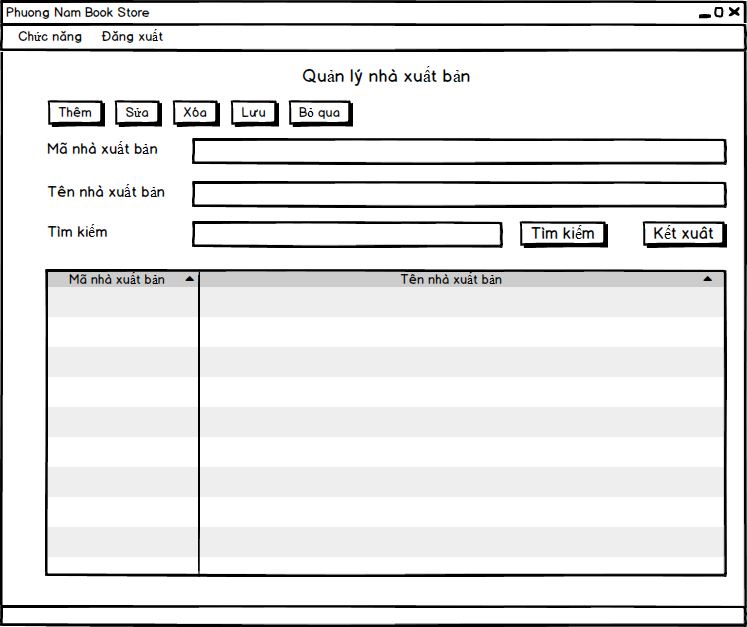 Phuong Nam Book Store
Chức năng Đăng xuất
Quản lý nhà xuất bản
Thêm Sửa Xóa Lưu Bỏ qua
Mã nhà xuất bản
Tên nhà xuất bản
Tìm kiếm Tìm kiếm Kết xuât
Mã nhà xuất bản Tên nhà xuất bản